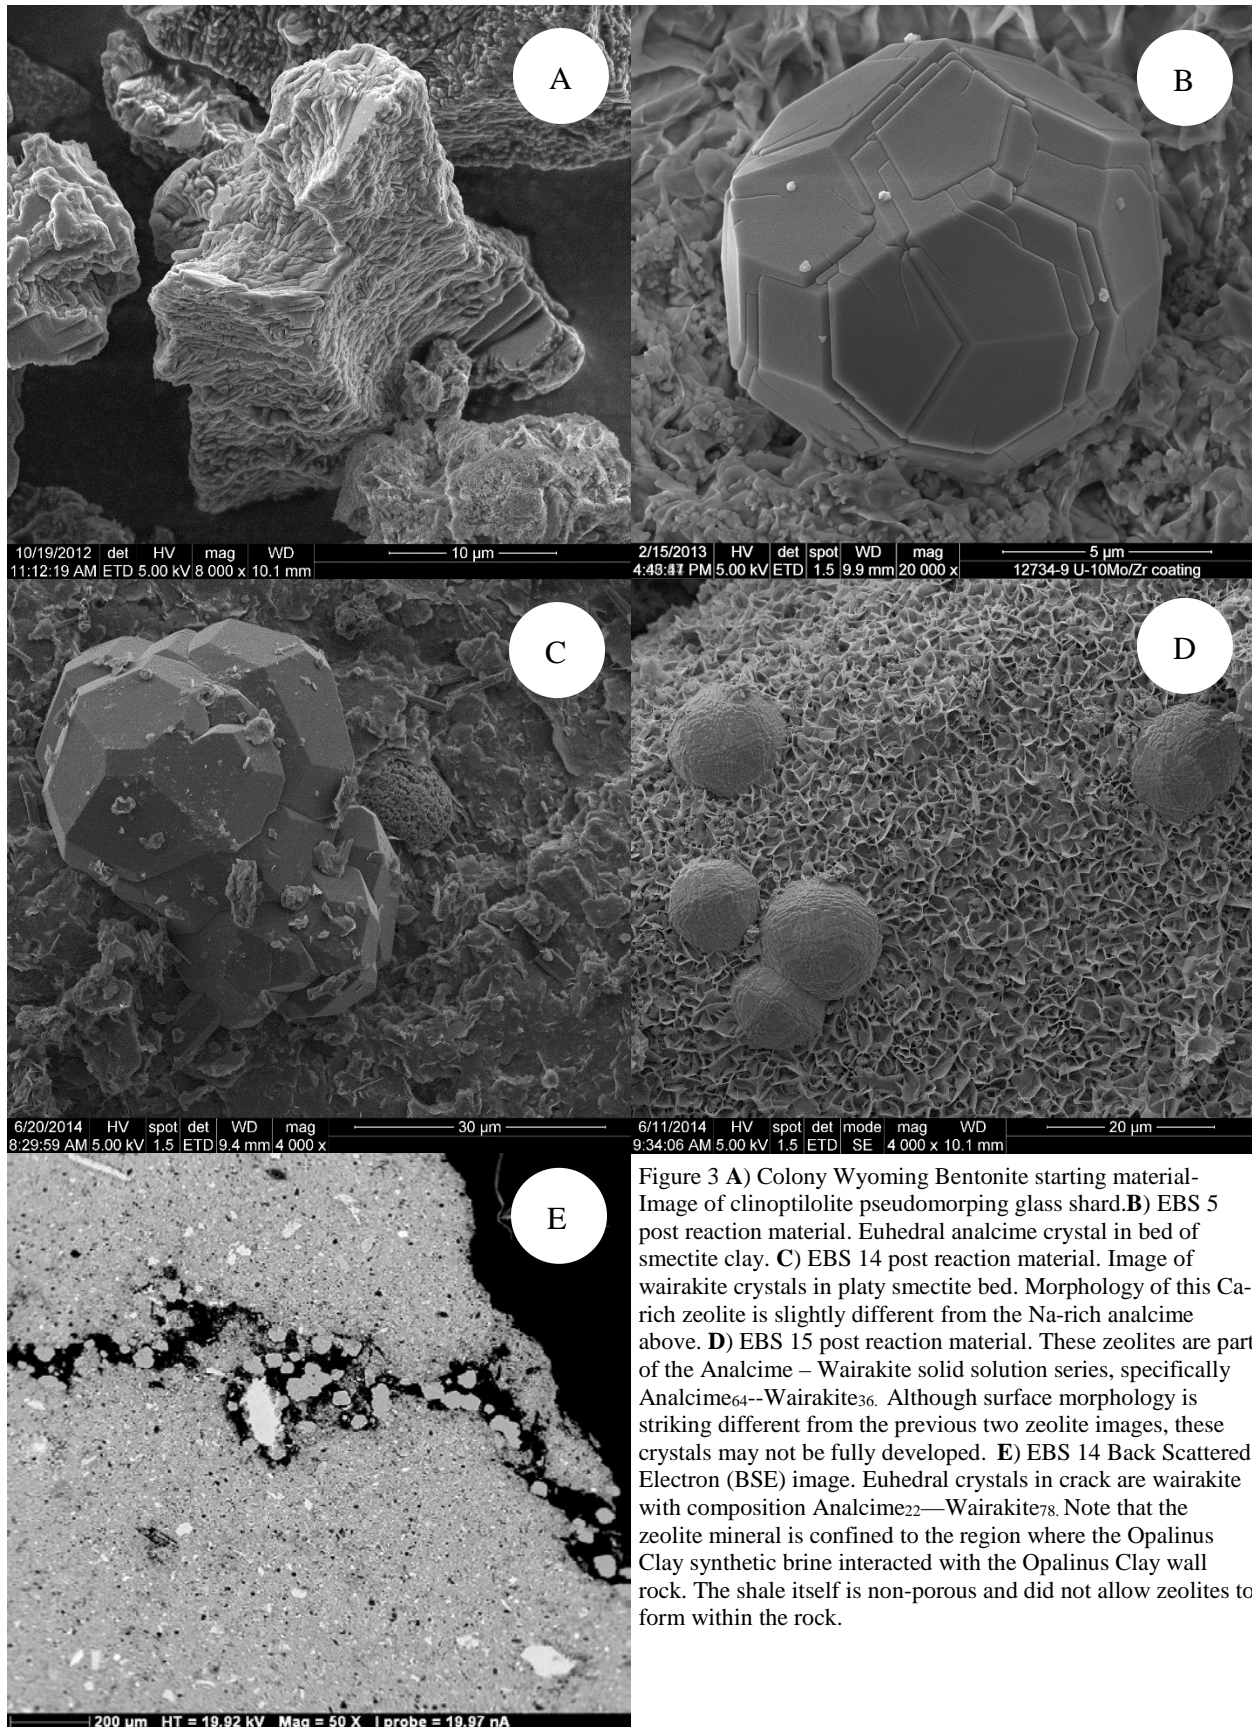 A
10/19/2012 det HV mag WD 10 µm
11:12:19 AM ETD 5.00 kV 8 000 x 10.1 mm
B
2/15/2013 HV det spot WD mag 5 µm
PM 5.00 kV ETD 1.5 9.9 mm 20 000 x 12734-9 U-10Mo/Zr coating
C
6/20/2014 HV spot det WD mag 30 µm
8:29:59 AM 5.00 kV 1.5 ETD 9.4 mm 4 000 x
D
6/11/2014 HV spot det mode mag WD 20 µm
9:34:06 AM 5.00 kV 1.5 ETD SE 4 000 x 10.1 mm
E
200 µm HT = 19.92 kV Mag = 50 X I probe = 19.97 nA
Figure 3 A) Colony Wyoming Bentonite starting material-
Image of clinoptilolite pseudomorping glass shard.B) EBS 5
post reaction material. Euhedral analcime crystal in bed of
smectite clay. C) EBS 14 post reaction material. Image of
wairakite crystals in platy smectite bed. Morphology of this Ca-
rich zeolite is slightly different from the Na-rich analcime
above. D) EBS 15 post reaction material. These zeolites are part
of the Analcime – Wairakite solid solution series, specifically
Analcime64--Wairakite36. Although surface morphology is
striking different from the previous two zeolite images, these
crystals may not be fully developed. E) EBS 14 Back Scattered
Electron (BSE) image. Euhedral crystals in crack are wairakite
with composition Analcime22—Wairakite78. Note that the
zeolite mineral is confined to the region where the Opalinus
Clay synthetic brine interacted with the Opalinus Clay wall
rock. The shale itself is non-porous and did not allow zeolites to
form within the rock.